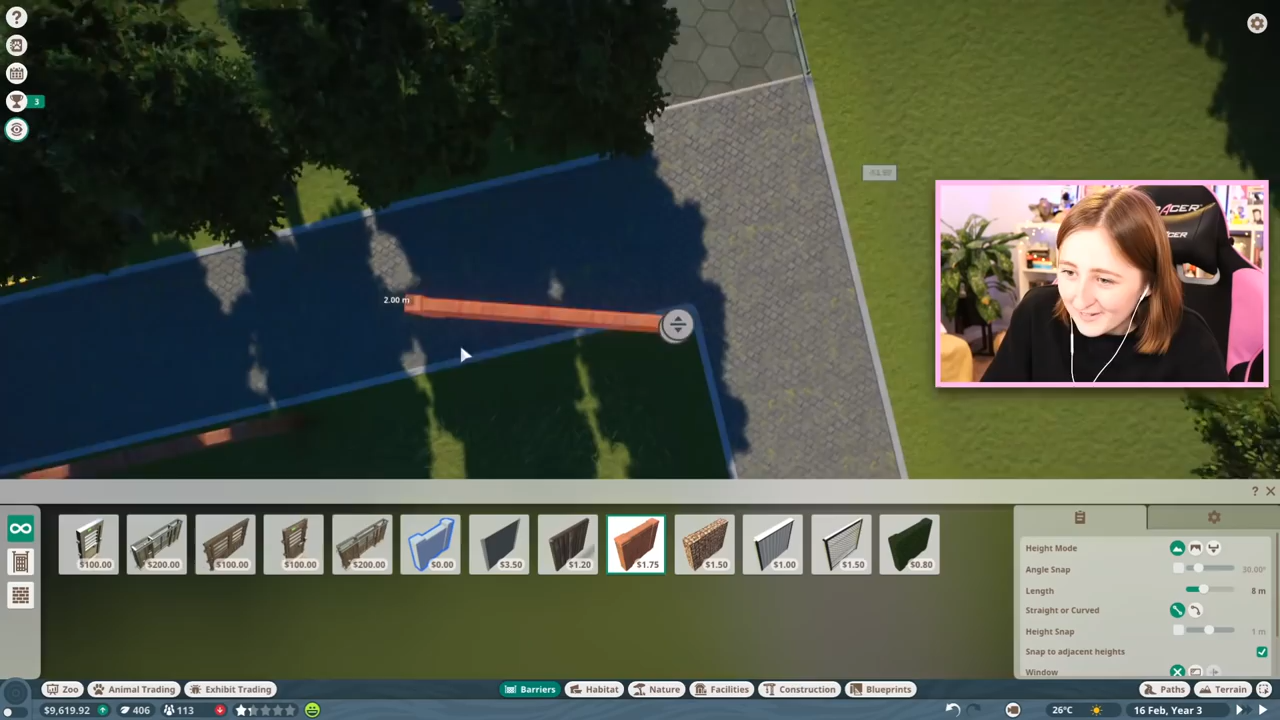 3
2.00 m
ACER
CER
?
$100.00
$200.00
$100.00
$100.00
$200.00
$0.00
$3.50
$1.20
$1.75
$1.50
$1.00
$1.50
$0.80
Height Mode
Angle Snap
30.00°
Length
8 m
Straight or Curved
Height Snap
1 m
Snap to adjacent heights
Window
Zoo
Animal Trading
Exhibit Trading
Barriers
Habitat
Nature
Facilities
Construction
Blueprints
Paths
Terrain
$9,619.92
406
113
26°C
16 Feb, Year 3